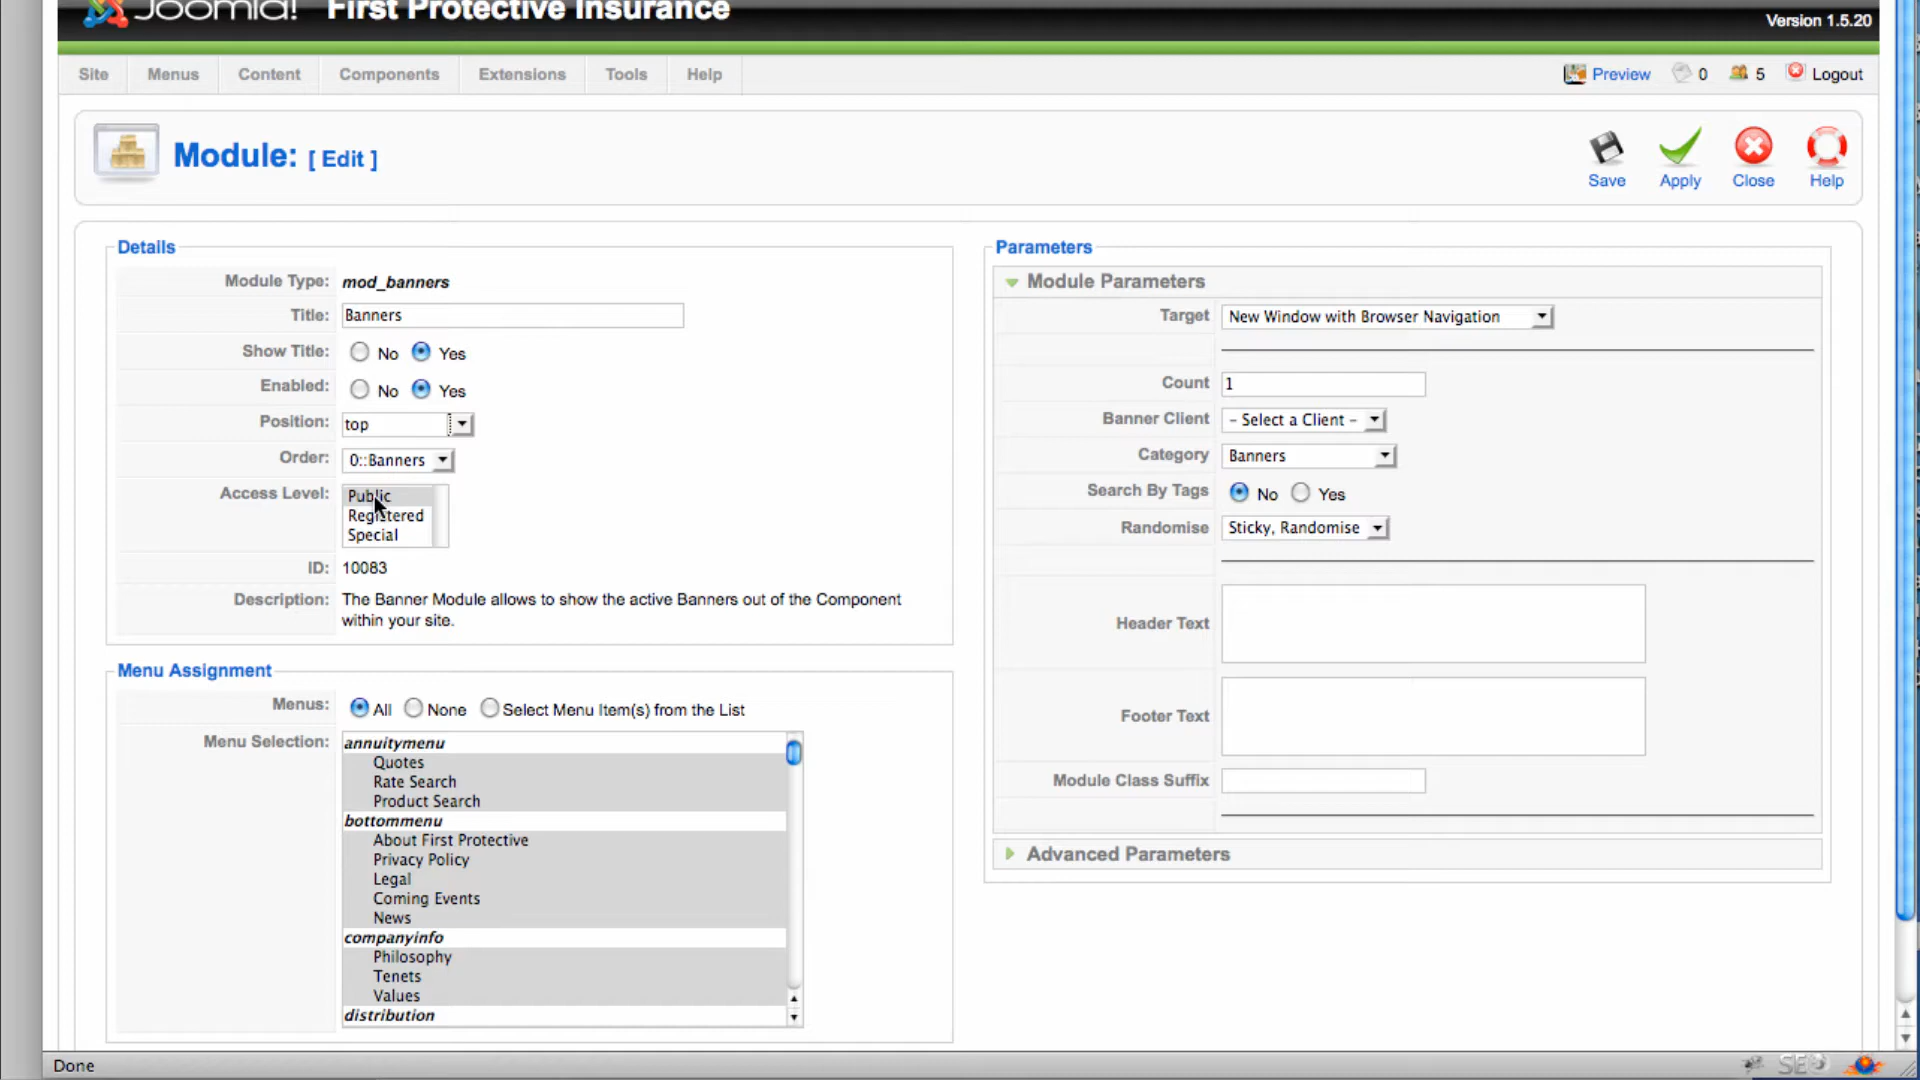 Joomla! First Protective Insurance
Version 1.5.20
Site Menus Content Components Extensions Tools Help
Preview 0 5 Logout
Module: [ Edit ]
Save Apply Close Help
Details
Module Type: mod_banners
Title: Banners
Show Title: No Yes
Enabled: No Yes
Position: top
Order: 0::Banners
Access Level: Public
Registered
Special
ID: 10083
Description: The Banner Module allows to show the active Banners out of the Component
within your site.
Menu Assignment
Menus: All None Select Menu Item(s) from the List
Menu Selection: annuitymenu
Quotes
Rate Search
Product Search
bottommenu
About First Protective
Privacy Policy
Legal
Coming Events
News
companyinfo
Philosophy
Tenets
Values
distribution
Parameters
Module Parameters
Target New Window with Browser Navigation
Count 1
Banner Client - Select a Client -
Category Banners
Search By Tags No Yes
Randomise Sticky, Randomise
Header Text
Footer Text
Module Class Suffix
Advanced Parameters
Done
SEO